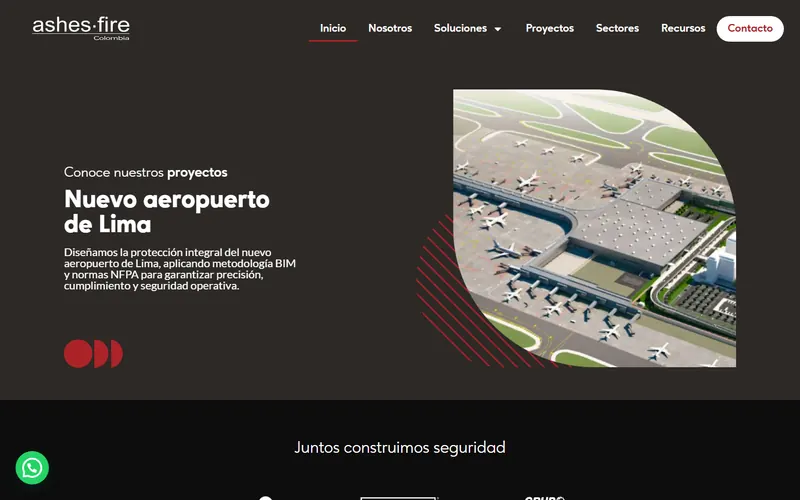 ashes·fire
Colombia
Inicio
Nosotros
Soluciones
Proyectos
Sectores
Recursos
Contacto
Conoce nuestros proyectos
Nuevo aeropuerto
de Lima
Diseñamos la protección integral del nuevo
aeropuerto de Lima, aplicando metodología BIM
y normas NFPA para garantizar precisión,
cumplimiento y seguridad operativa.
Juntos construimos seguridad